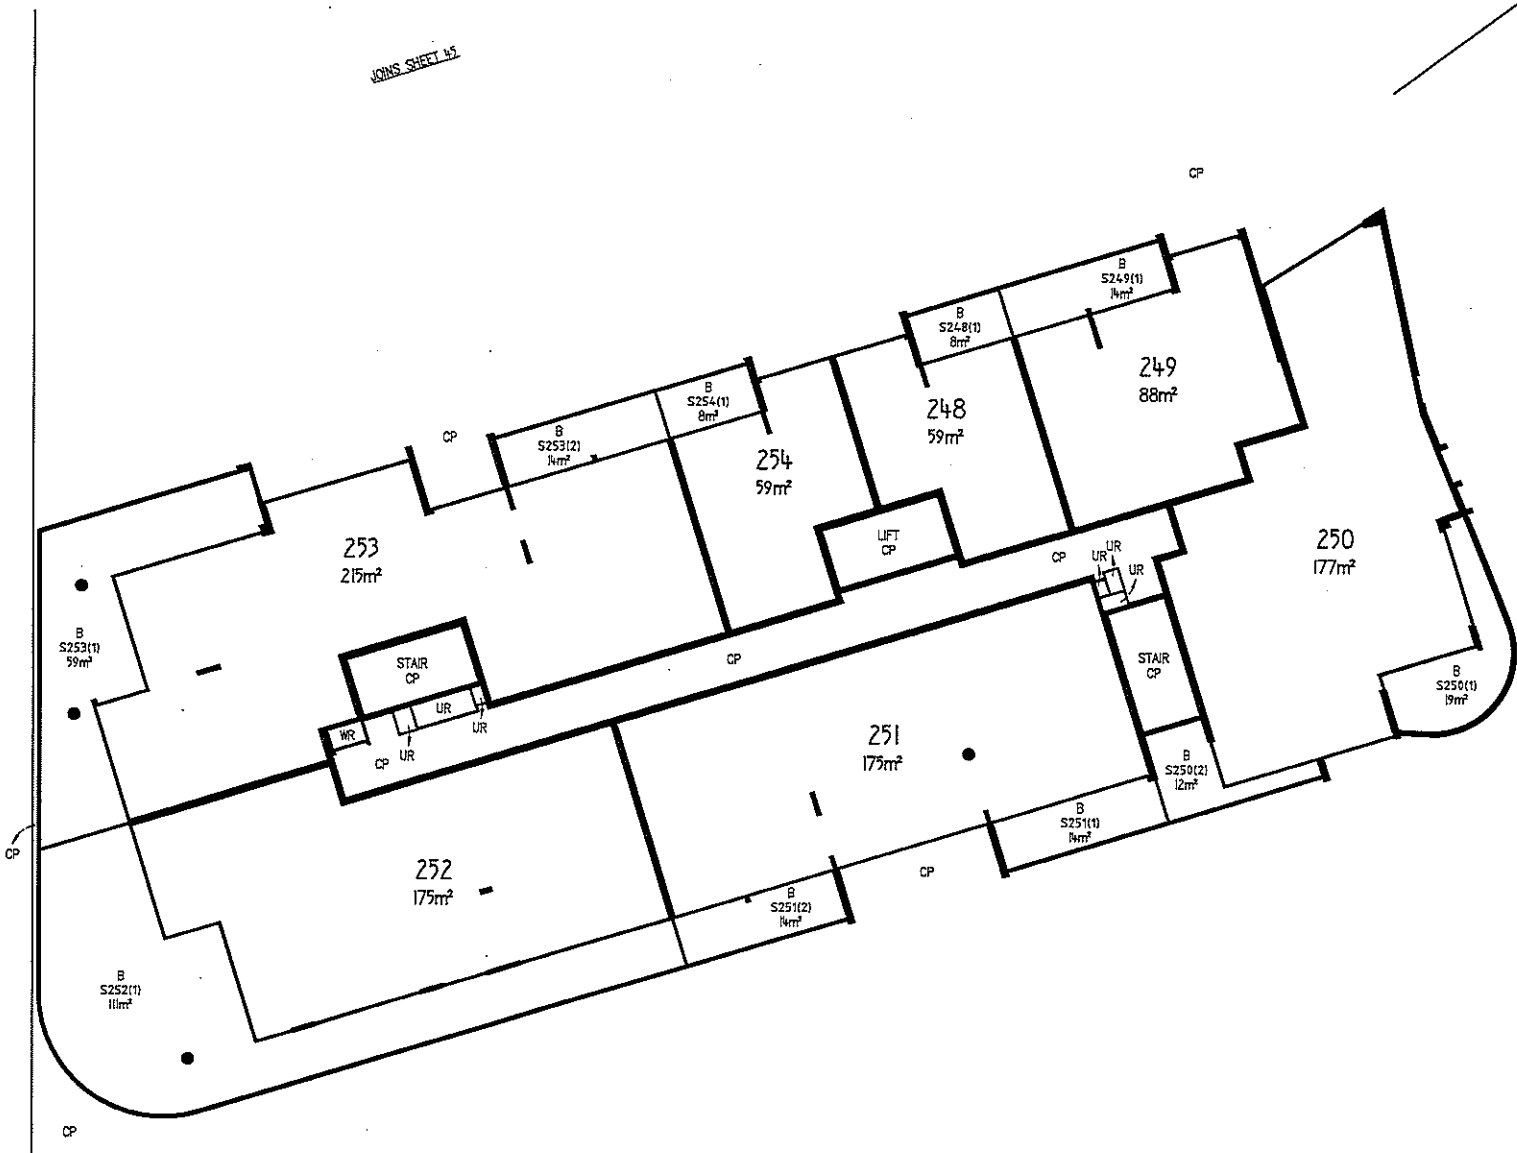 JOINS SHEET 45
CP
B
S249(1)
14m²
B
S248(1)
8m²
249
88m²
B
S254(1)
8m²
248
59m²
CP
B
S253(2)
14m²
254
59m²
253
215m²
LIFT
CP
250
177m²
CP
UR
UR
UR
B
S253(1)
59m²
STAIR
CP
CP
STAIR
CP
B
S250(1)
19m²
UR
UR
UR
WR
CP
251
175m²
B
S250(2)
12m²
B
S251(1)
14m²
CP
252
175m²
CP
B
S251(2)
14m²
B
S252(1)
111m²
CP